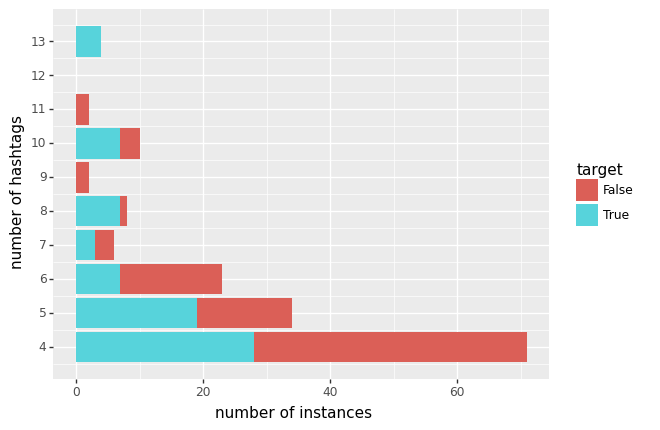 13
12
11
10
9
8
7
6
5
4
number of hashtags
0 20 40 60
number of instances
target
False
True